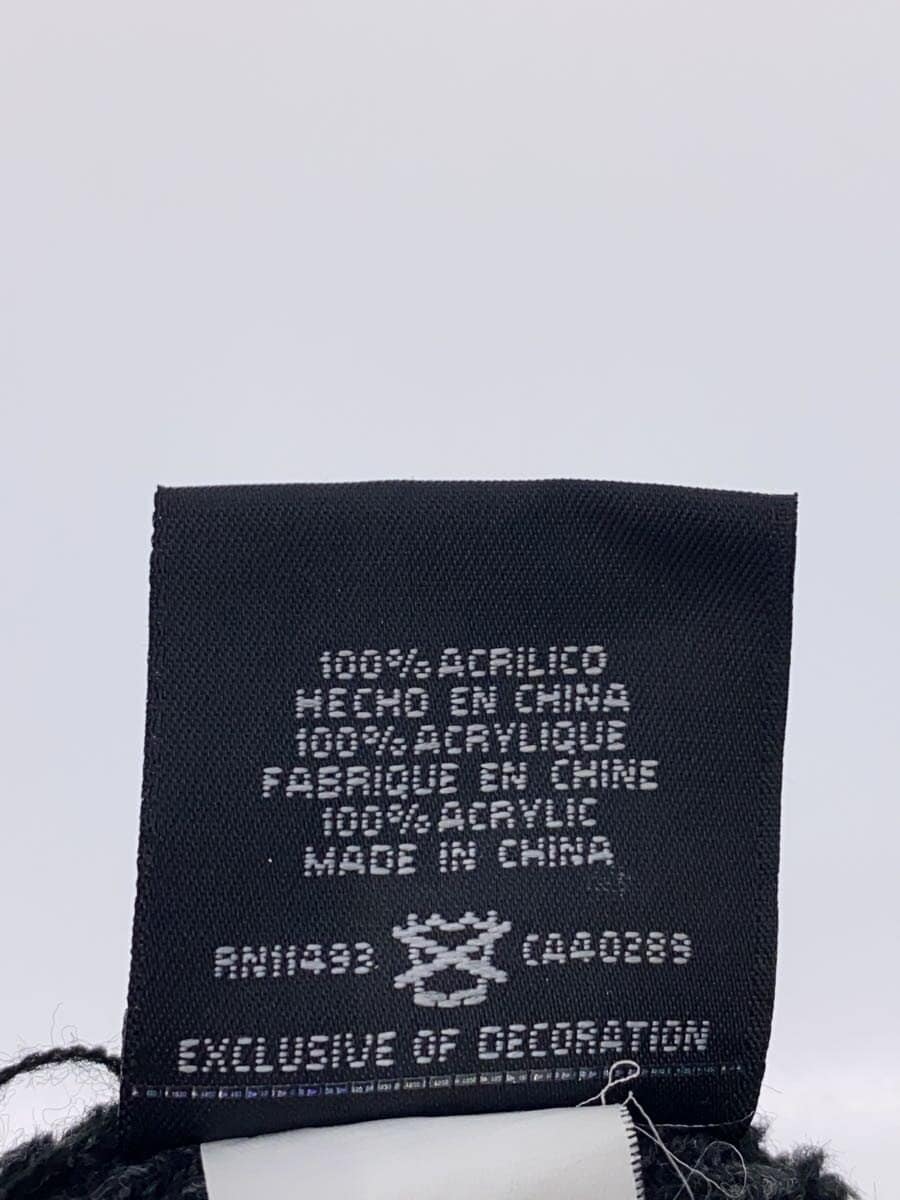 100% ACRILICO
HECHO EN CHINA
100% ACRYLIQUE
FABRIQUE EN CHINE
100% ACRYLIC
MADE IN CHINA
RN11493 CA40289
EXCLUSIVE OF DECORATION